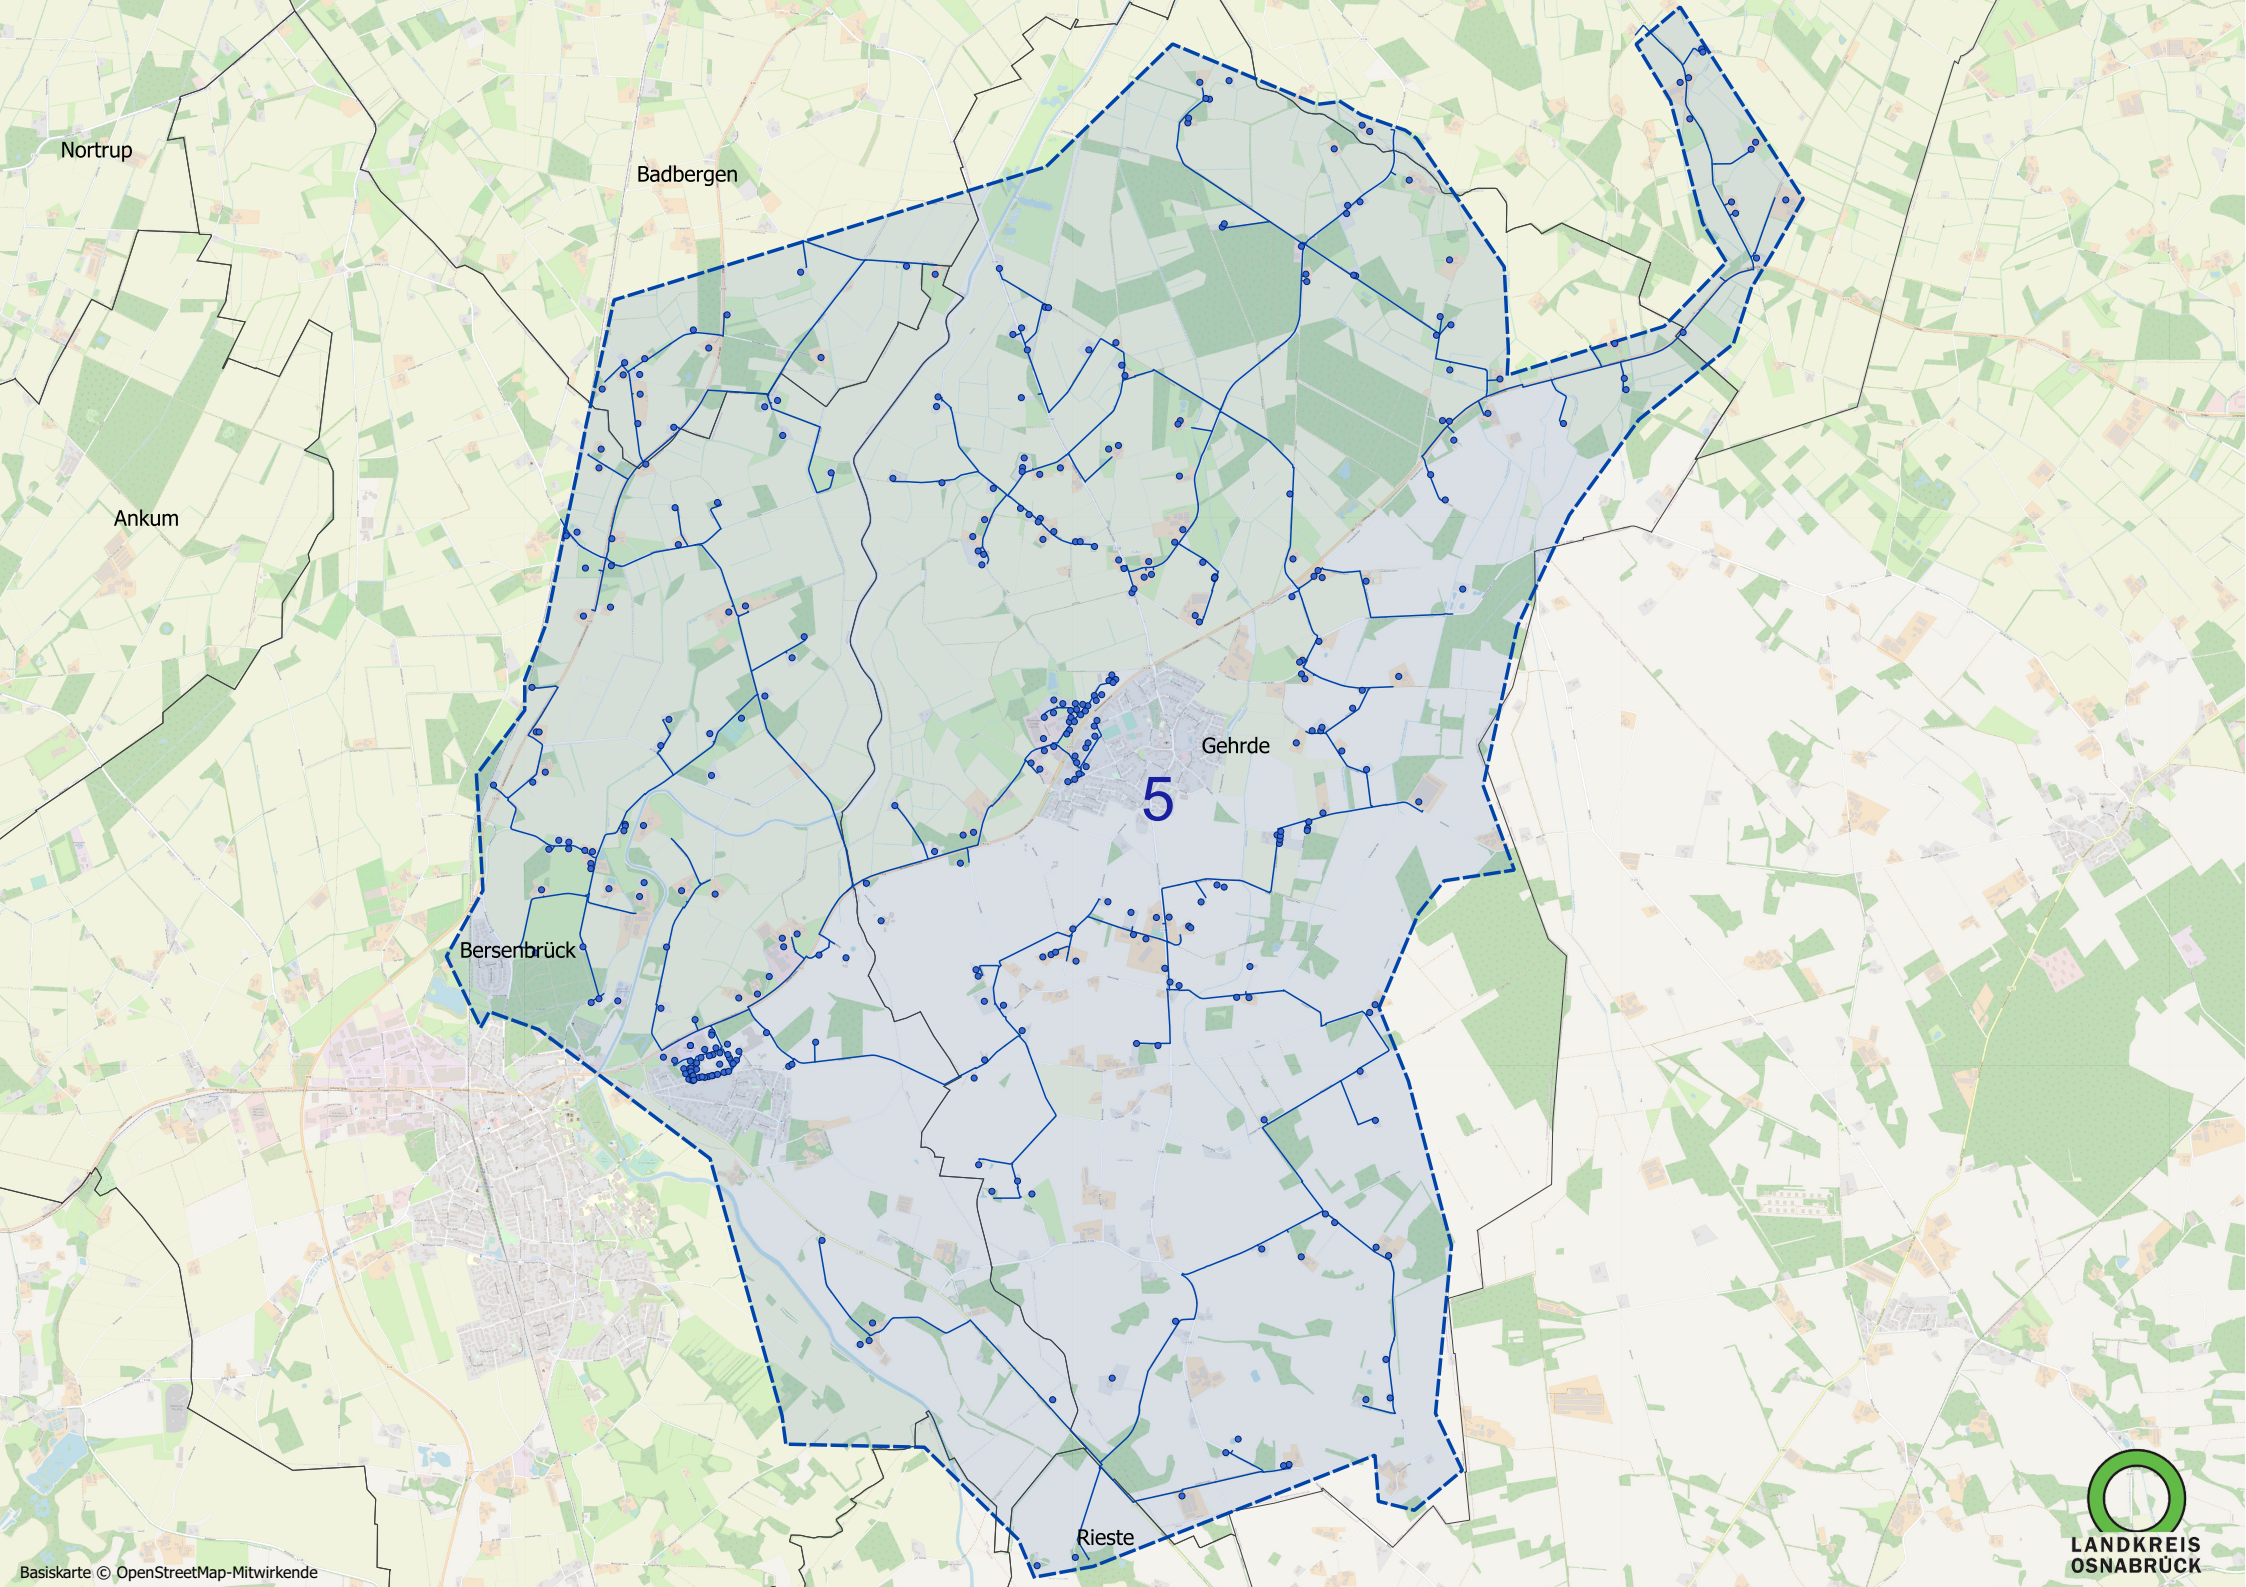 Nortrup
Badbergen
Ankum
Gehrde
5
Bersenbrück
Rieste
Basiskarte © OpenStreetMap-Mitwirkende
LANDKREIS
OSNABRÜCK